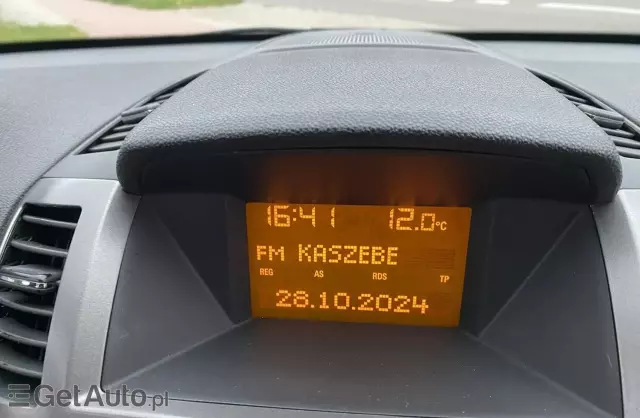 16:41 12.0°C
FM KASZEBE
REG AS RDS TP
28.10.2024
GetAuto.pl